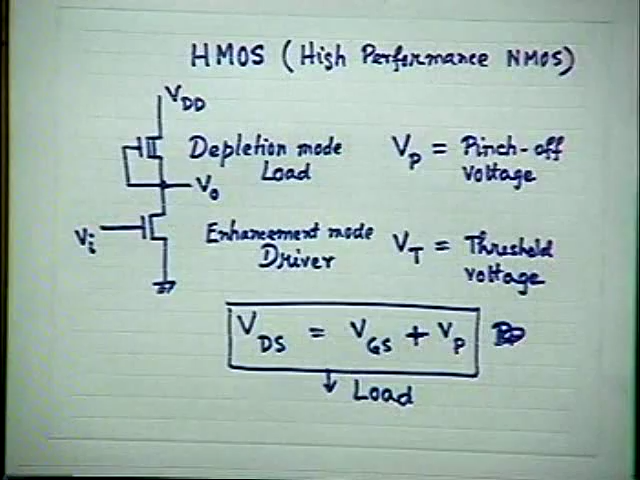 HMOS (High Performance NMOS)
VDD
Depletion mode
Load
Vp = Pinch-off
voltage
Vo
Vi
Enhancement mode
Driver
VT = Threshold
voltage
VDS = VGS + Vp
Load